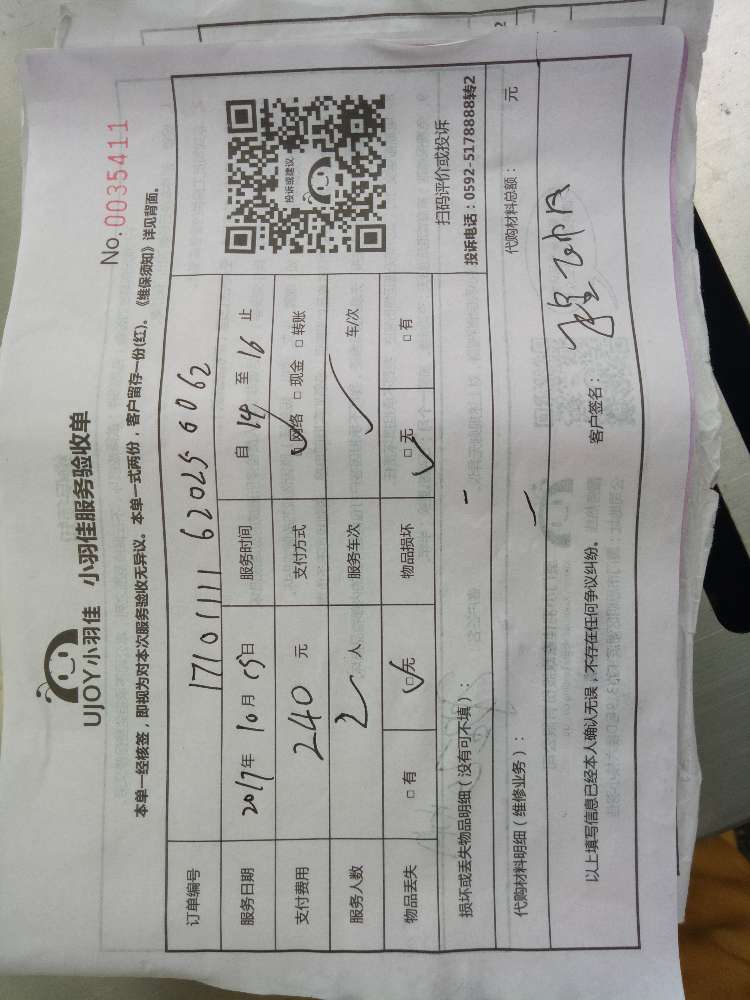 UJOY小羽佳 小羽佳服务验收单
No.0035411
本单一经核签，即视为对本次服务验收无异议。本单一式两份，客户留存一份(红)。《维保须知》详见背面。
订单编号 17101111620256062
服务日期 2017年10月15日 服务时间 自14至16止
支付费用 240元 支付方式 □网络 □现金 □转账
服务人数 2人 服务车次 车/次
物品丢失 □有 □无 物品损坏 □无 □有
投诉或建议
扫码评价或投诉
投诉电话：0592-5178888转2
损坏或丢失物品明细（没有可不填）：
代购材料明细（维修业务）： 代购材料总额： 元
以上填写信息已经本人确认无误，不存在任何争议纠纷。 客户签名：